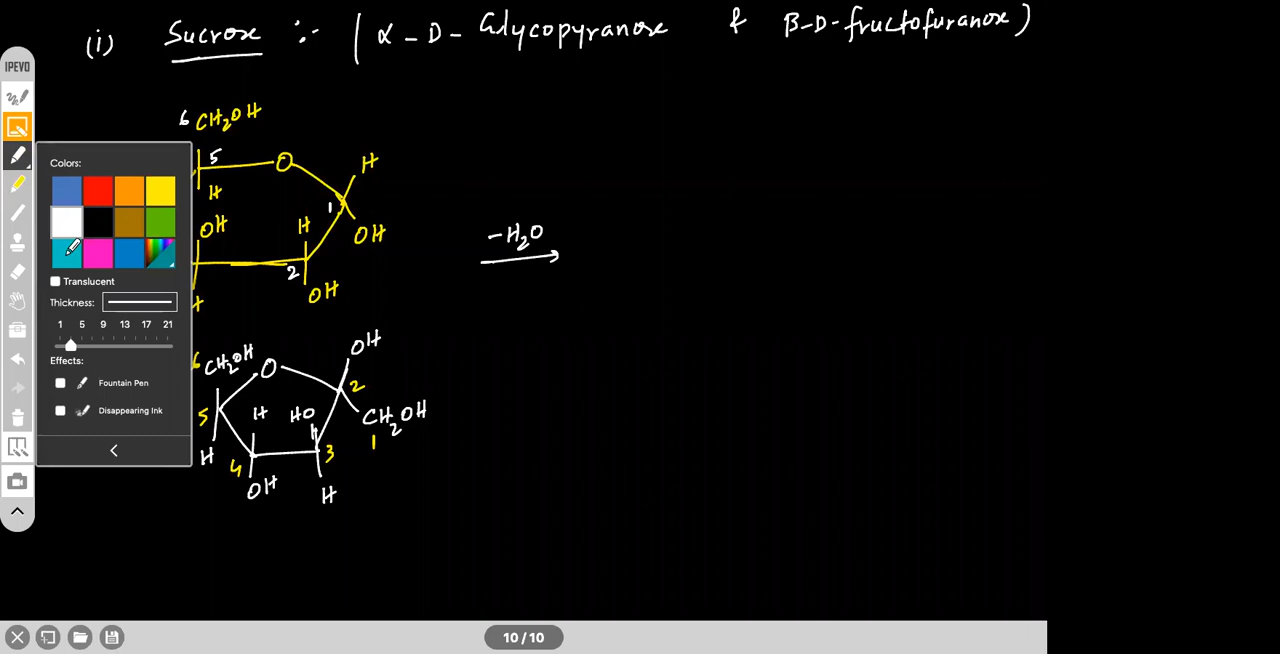 (i) Sucrose :- (α-D-Glycopyranose & β-D-fructofuranose)
IPEVO
6 CH2OH
Colors:
5 O H
H 1
OH H OH
-H2O
2
OH
Translucent
Thickness:
1 5 9 13 17 21
OH
6 CH2OH O
Effects:
2
Fountain Pen
5 H HO CH2OH
Disappearing Ink
1
H 4 3
OH H
10/10